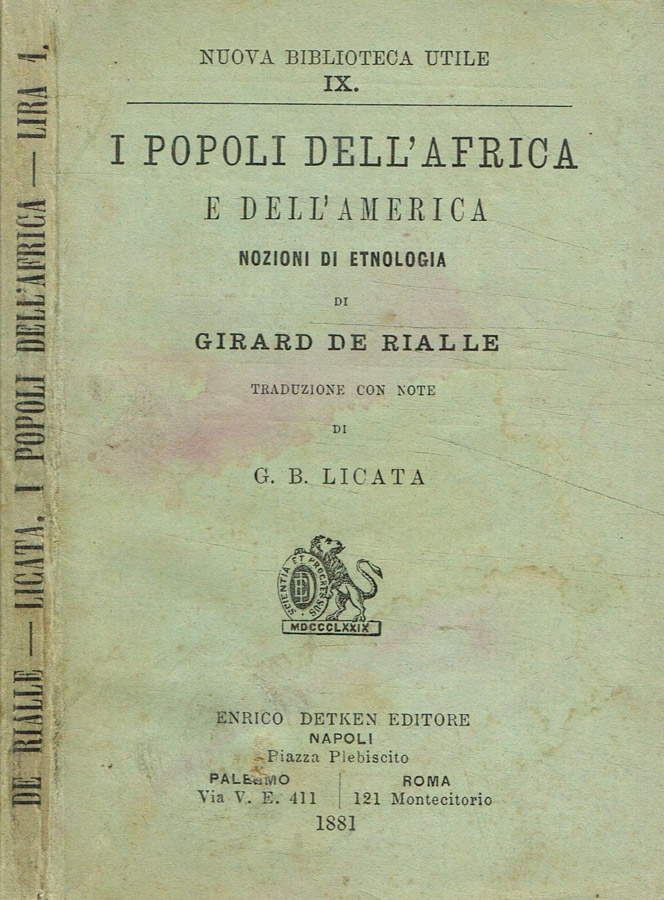 DE RIALLE — LICATA, I POPOLI DELL'AFRICA — LIRA 1.
NUOVA BIBLIOTECA UTILE
IX.
I POPOLI DELL'AFRICA
E DELL'AMERICA
NOZIONI DI ETNOLOGIA
DI
GIRARD DE RIALLE
TRADUZIONE CON NOTE
DI
G. B. LICATA
SCIENTIA ET PROGRESSUS
ED
MDCCCLXXIX
ENRICO DETKEN EDITORE
NAPOLI
Piazza Plebiscito
PALERMO ROMA
Via V. E. 411 121 Montecitorio
1881